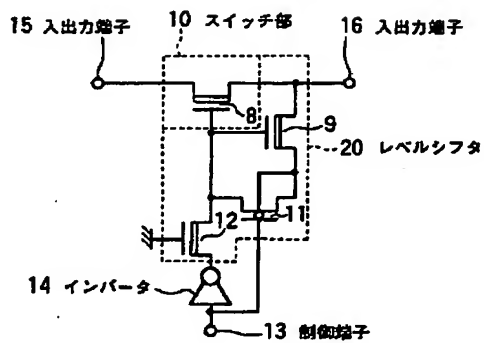 10 スイッチ部
15 入出力端子
16 入出力端子
8
9
20 レベルシフタ
11
12
14 インバータ
13 制御端子